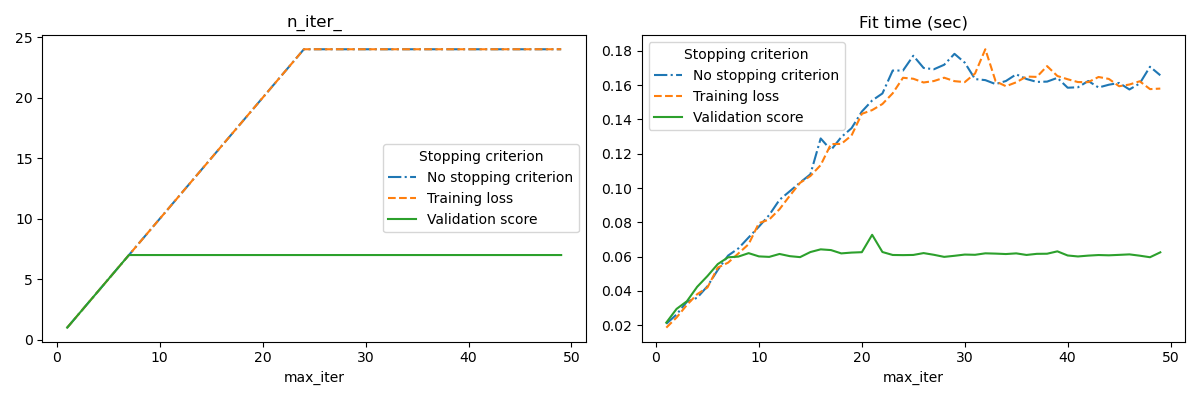 n_iter_
25
20
15
10
5
0
Stopping criterion
No stopping criterion
Training loss
Validation score
0 10 20 30 40 50
max_iter
Fit time (sec)
0.18
0.16
0.14
0.12
0.10
0.08
0.06
0.04
0.02
Stopping criterion
No stopping criterion
Training loss
Validation score
0 10 20 30 40 50
max_iter